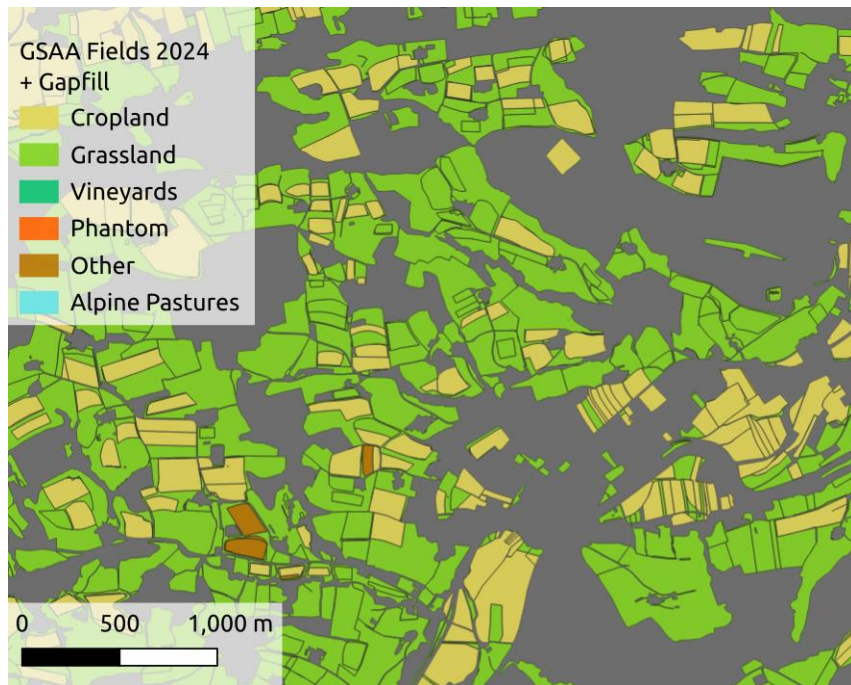 GSAA Fields 2024
+ Gapfill
Cropland
Grassland
Vineyards
Phantom
Other
Alpine Pastures
0 500 1,000 m